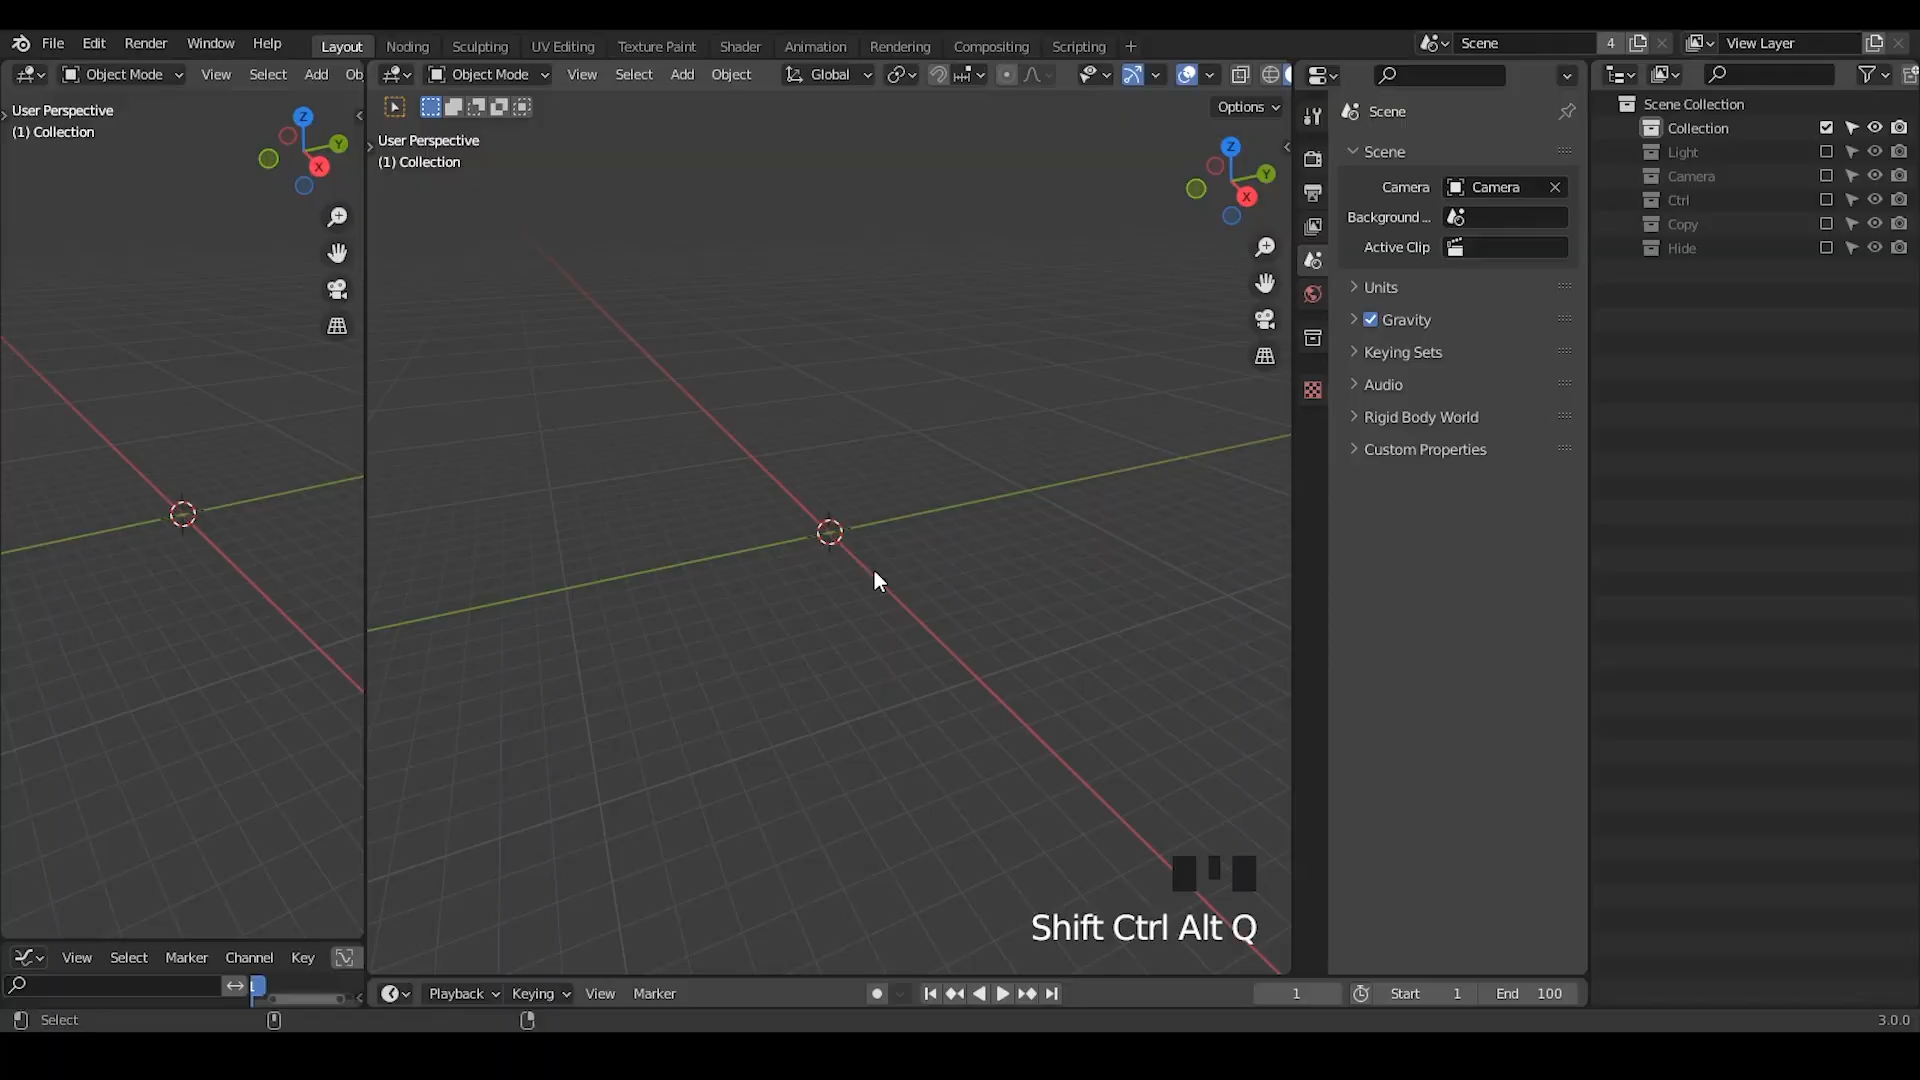 File Edit Render Window Help Layout Noding Sculpting UV Editing Texture Paint Shader Animation Rendering Compositing Scripting + Scene 4 View Layer
Object Mode View Select Add Ob
Object Mode View Select Add Object Global
Options
User Perspective
(1) Collection
Z
Y
X
User Perspective
(1) Collection
Z
Y
X
Scene
Scene
Camera Camera
Background ...
Active Clip
Units
Gravity
Keying Sets
Audio
Rigid Body World
Custom Properties
Scene Collection
Collection
Light
Camera
Ctrl
Copy
Hide
Shift Ctrl Alt Q
View Select Marker Channel Key
Playback Keying View Marker 1 Start 1 End 100
Select
3.0.0